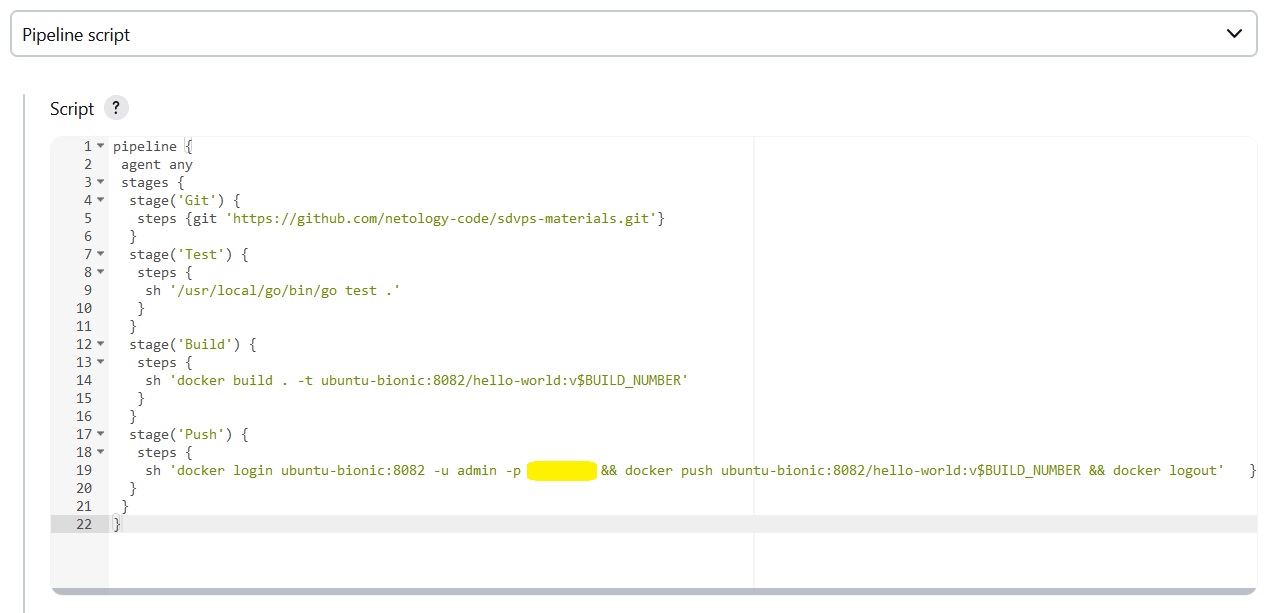 Pipeline script
Script ?
1 pipeline {
2  agent any
3  stages {
4   stage('Git') {
5    steps {git 'https://github.com/netology-code/sdvps-materials.git'}
6   }
7   stage('Test') {
8    steps {
9     sh '/usr/local/go/bin/go test .'
10    }
11   }
12   stage('Build') {
13    steps {
14     sh 'docker build . -t ubuntu-bionic:8082/hello-world:v$BUILD_NUMBER'
15    }
16   }
17   stage('Push') {
18    steps {
19     sh 'docker login ubuntu-bionic:8082 -u admin -p && docker push ubuntu-bionic:8082/hello-world:v$BUILD_NUMBER && docker logout'   }
20   }
21  }
22 }